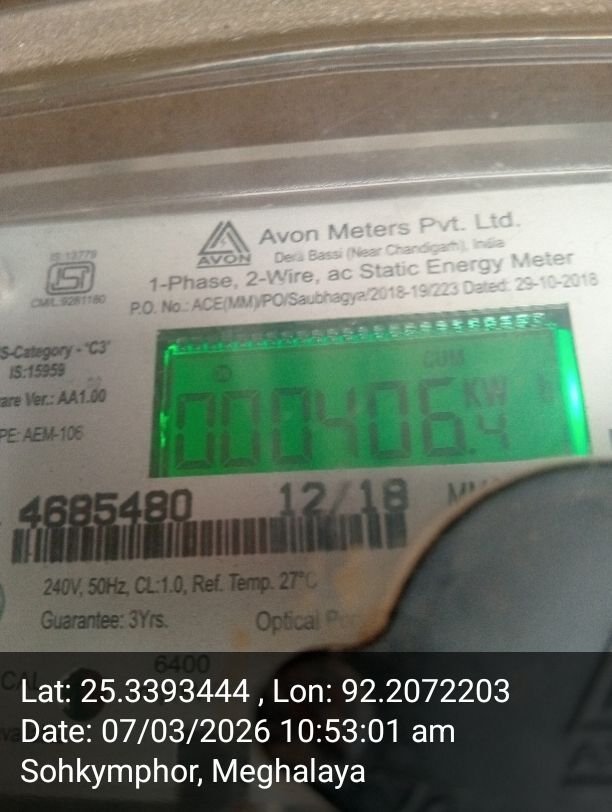 Avon Meters Pvt. Ltd.
AVON
Dera Bassi (Near Chandigarh), India
IS 13779
CM/L 9281180
1-Phase, 2-Wire, ac Static Energy Meter
P.O. No.: ACE(MM)/PO/Saubhagya/2018-19/223 Dated: 29-10-2018
S-Category - 'C3'
IS:15959
are Ver.: AA1.00
PE: AEM-106
CUM
000406.4 KW h
4685480 12/18
240V, 50Hz, CL:1.0, Ref. Temp. 27°C
Guarantee: 3Yrs. Optical
6400
Lat: 25.3393444 , Lon: 92.2072203
Date: 07/03/2026 10:53:01 am
Sohkymphor, Meghalaya